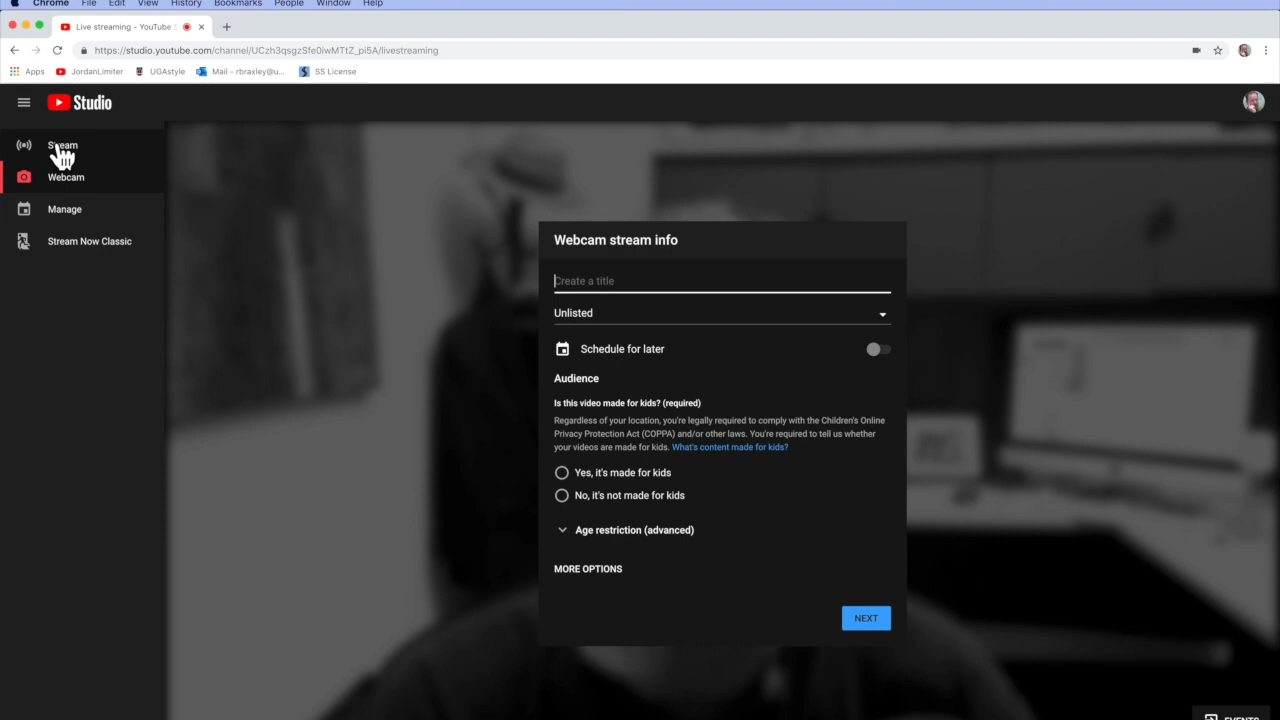 Chrome File Edit View History Bookmarks People Window Help
Live streaming - YouTube S
https://studio.youtube.com/channel/UCzh3qsgzSfe0iwMTtZ_pi5A/livestreaming
Apps JordanLimiter UGAstyle Mail - rbraxley@u... SS License
Studio
Stream
Webcam
Manage
Stream Now Classic
Webcam stream info
Create a title
Unlisted
Schedule for later
Audience
Is this video made for kids? (required)
Regardless of your location, you're legally required to comply with the Children's Online
Privacy Protection Act (COPPA) and/or other laws. You're required to tell us whether
your videos are made for kids. What's content made for kids?
Yes, it's made for kids
No, it's not made for kids
Age restriction (advanced)
MORE OPTIONS
NEXT
EVENTS